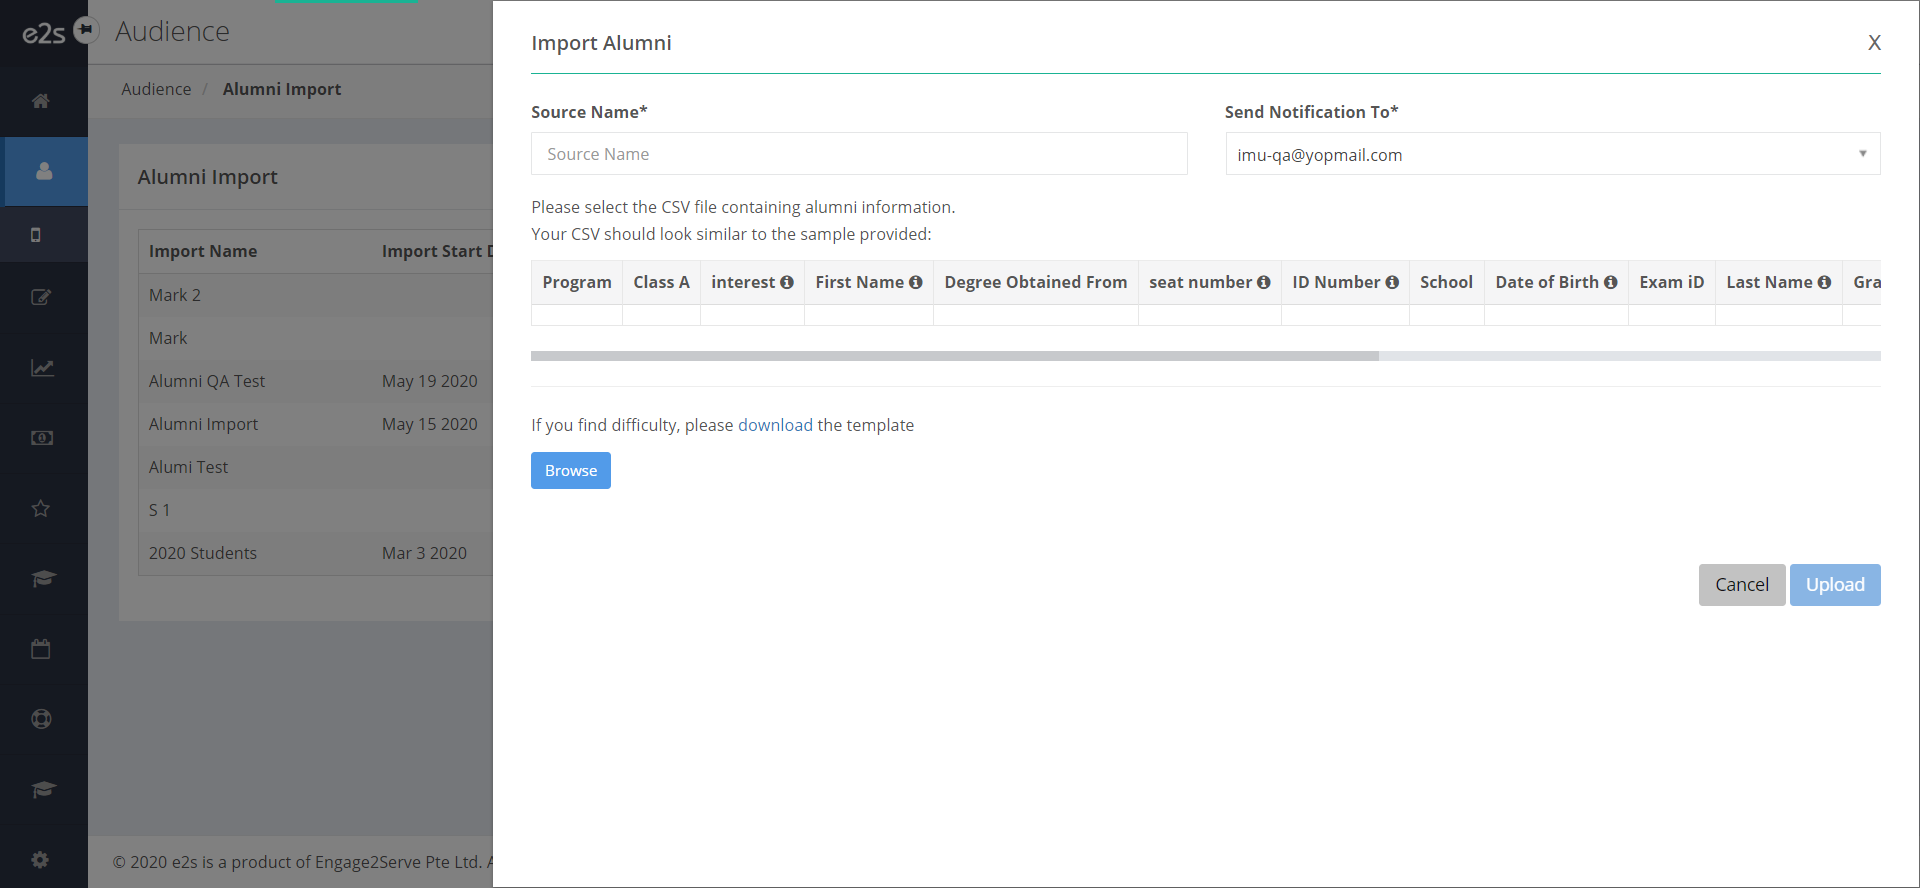 e2s
Audience
Audience / Alumni Import
Alumni Import
Import Name Import Start D
Mark 2
Mark
Alumni QA Test May 19 2020
Alumni Import May 15 2020
Alumi Test
S 1
2020 Students Mar 3 2020
© 2020 e2s is a product of Engage2Serve Pte Ltd. A
Import Alumni X
Source Name* Send Notification To*
Source Name imu-qa@yopmail.com
Please select the CSV file containing alumni information.
Your CSV should look similar to the sample provided:
Program Class A interest First Name Degree Obtained From seat number ID Number School Date of Birth Exam iD Last Name Gra
If you find difficulty, please download the template
Browse
Cancel Upload